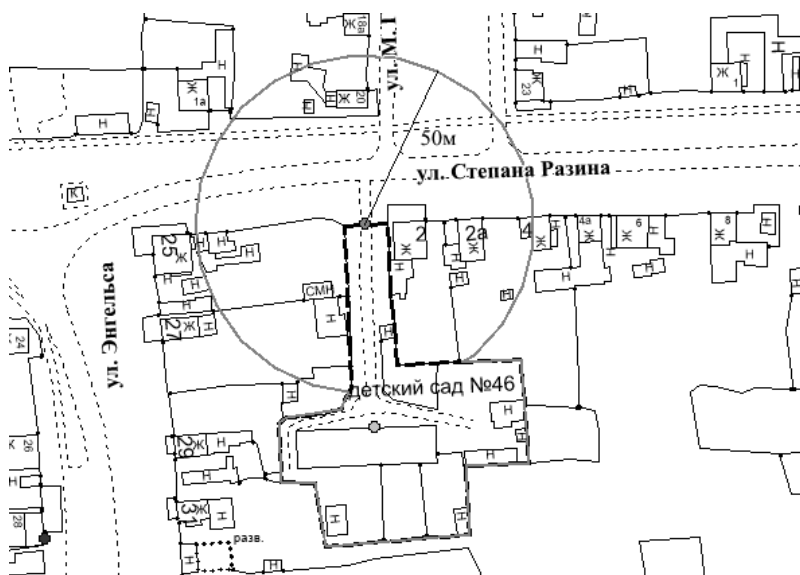 18а
Ж
ул. М.Г
Н
Н
Н
Н
Ж
1
Н
Н
Ж
1а
Н
Ж
20
Н
Ж
23
Н
Н
Н
50м
ул. Степана Разина
К
25
Ж
Н
Н
Н
Н
Н
2
Ж
Н
2а
Ж
Н
4
Ж
Н
4а
Ж
Н
6
Ж
Н
Н
8
Ж
Н
Н
Н
ул. Энгельса
Н
СМН
Н
Н
27
Ж
Н
Н
24
Н
детский сад №46
Н
Н
26
29
Ж
Н
Н
Н
31
Ж
Н
Н
Н
28
разв.
Н
Н